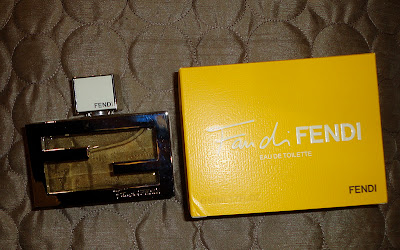 FENDI
Fan di FENDI
EAU DE TOILETTE
FENDI